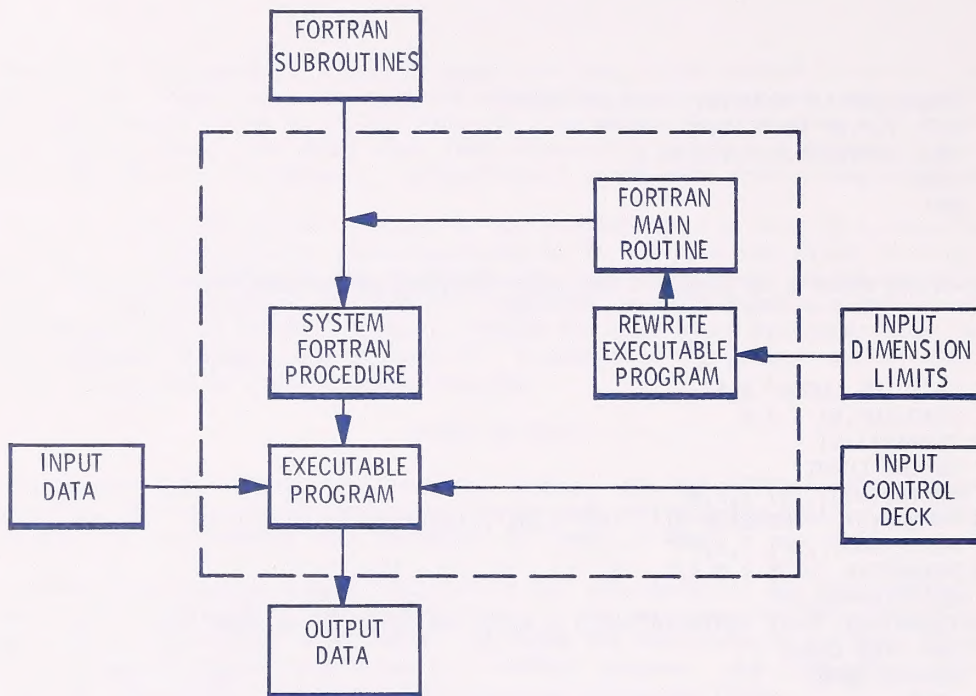 FORTRAN
SUBROUTINES
FORTRAN
MAIN
ROUTINE
SYSTEM
FORTRAN
PROCEDURE
REWRITE
EXECUTABLE
PROGRAM
INPUT
DIMENSION
LIMITS
INPUT
DATA
EXECUTABLE
PROGRAM
INPUT
CONTROL
DECK
OUTPUT
DATA